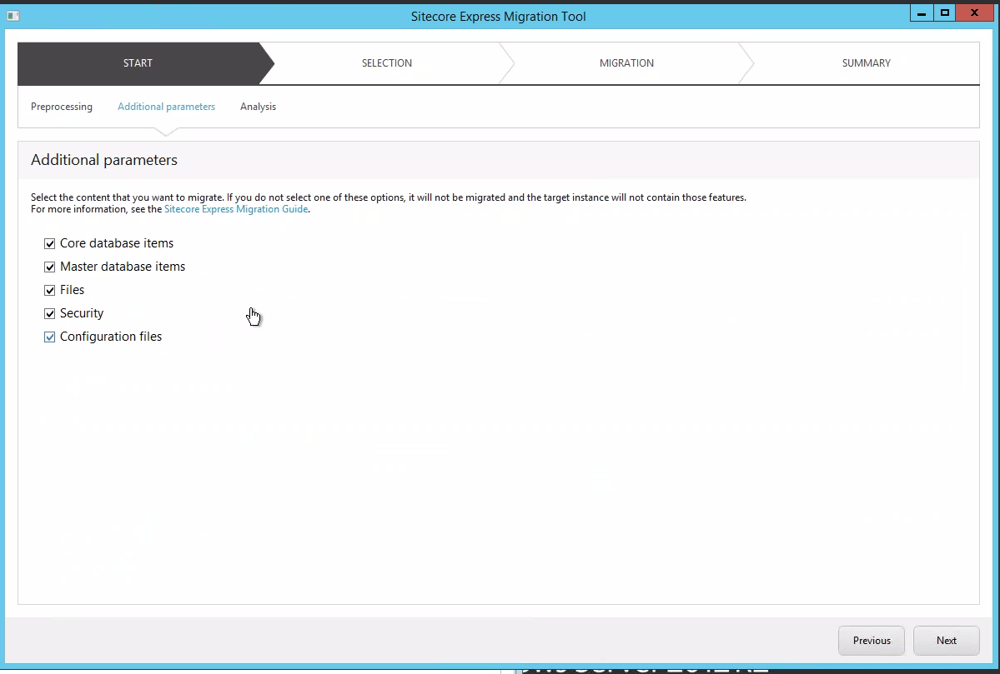 Sitecore Express Migration Tool
START
SELECTION
MIGRATION
SUMMARY
Preprocessing
Additional parameters
Analysis
Additional parameters
Select the content that you want to migrate. If you do not select one of these options, it will not be migrated and the target instance will not contain those features.
For more information, see the Sitecore Express Migration Guide.
Core database items
Master database items
Files
Security
Configuration files
Previous
Next